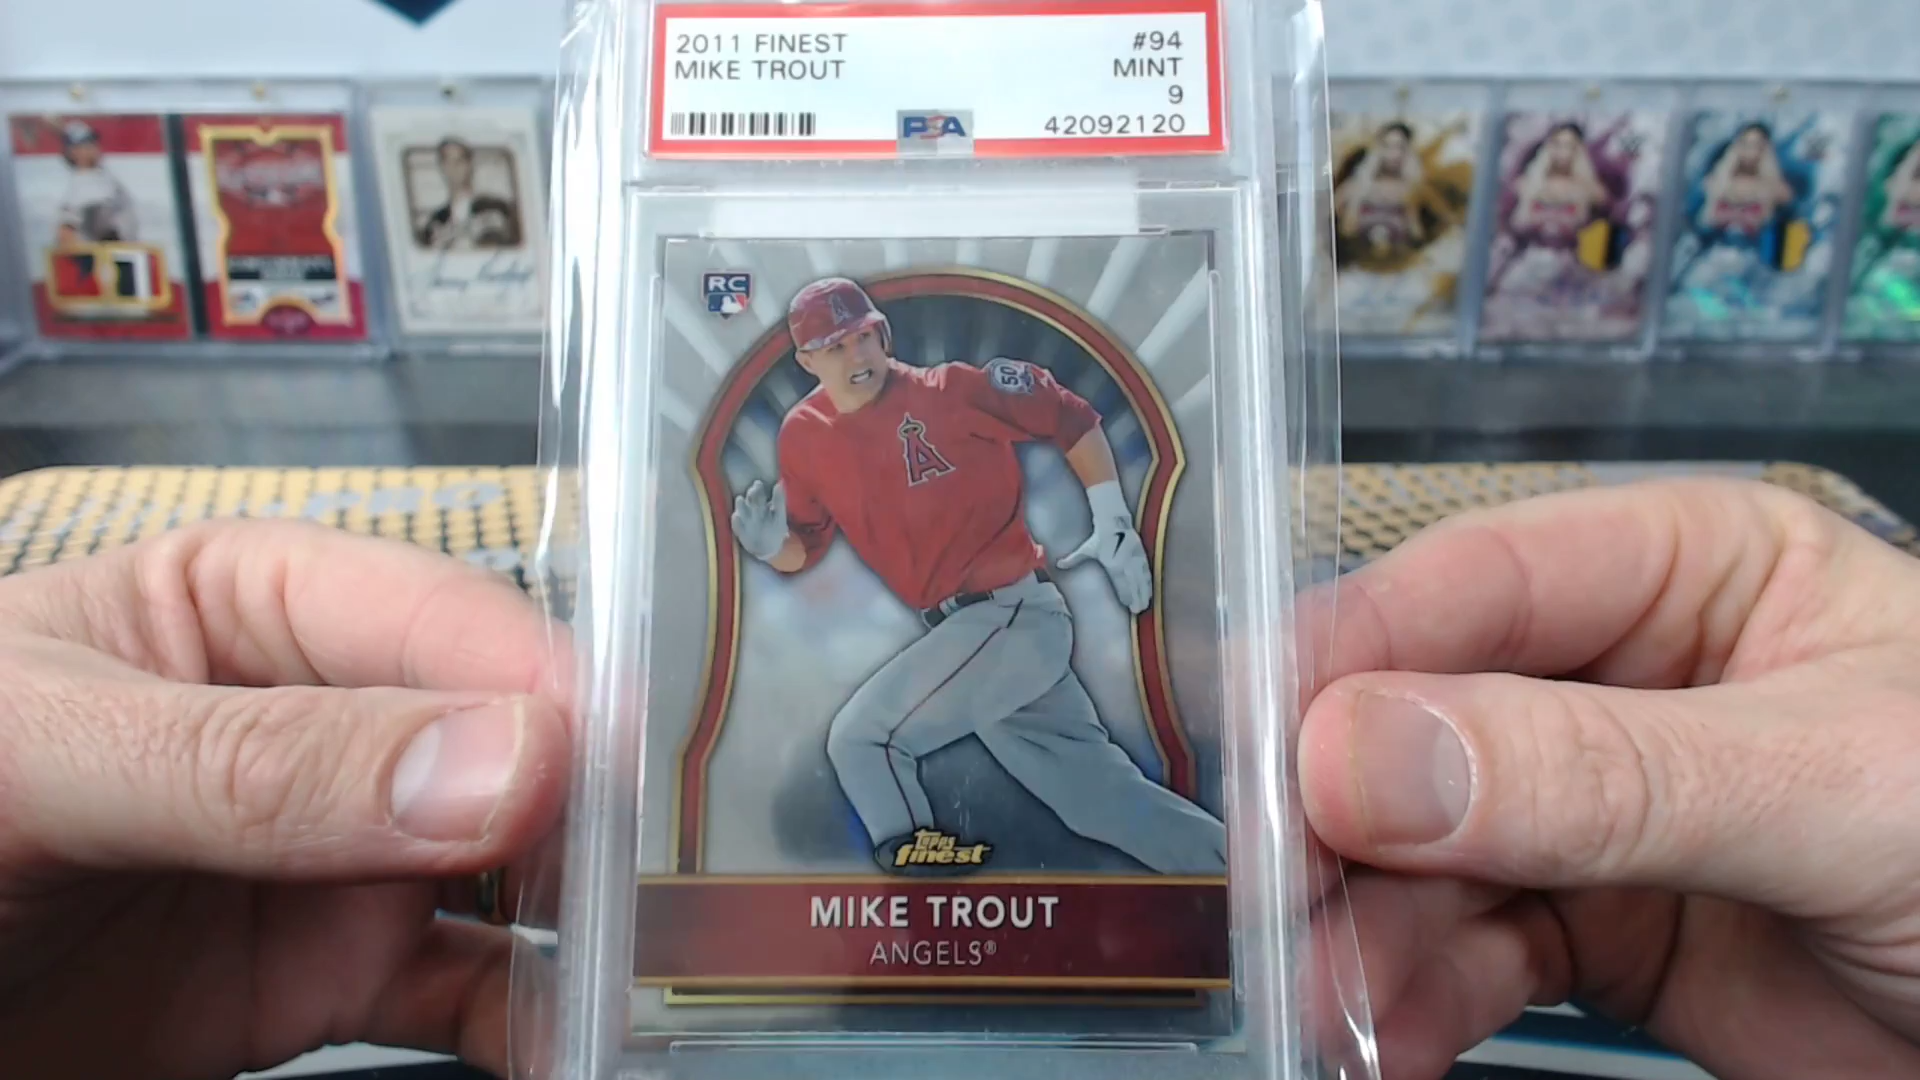 2011 FINEST #94
MIKE TROUT MINT
9
PSA 42092120
RC
A
50
A
Topps
finest
MIKE TROUT
ANGELS®